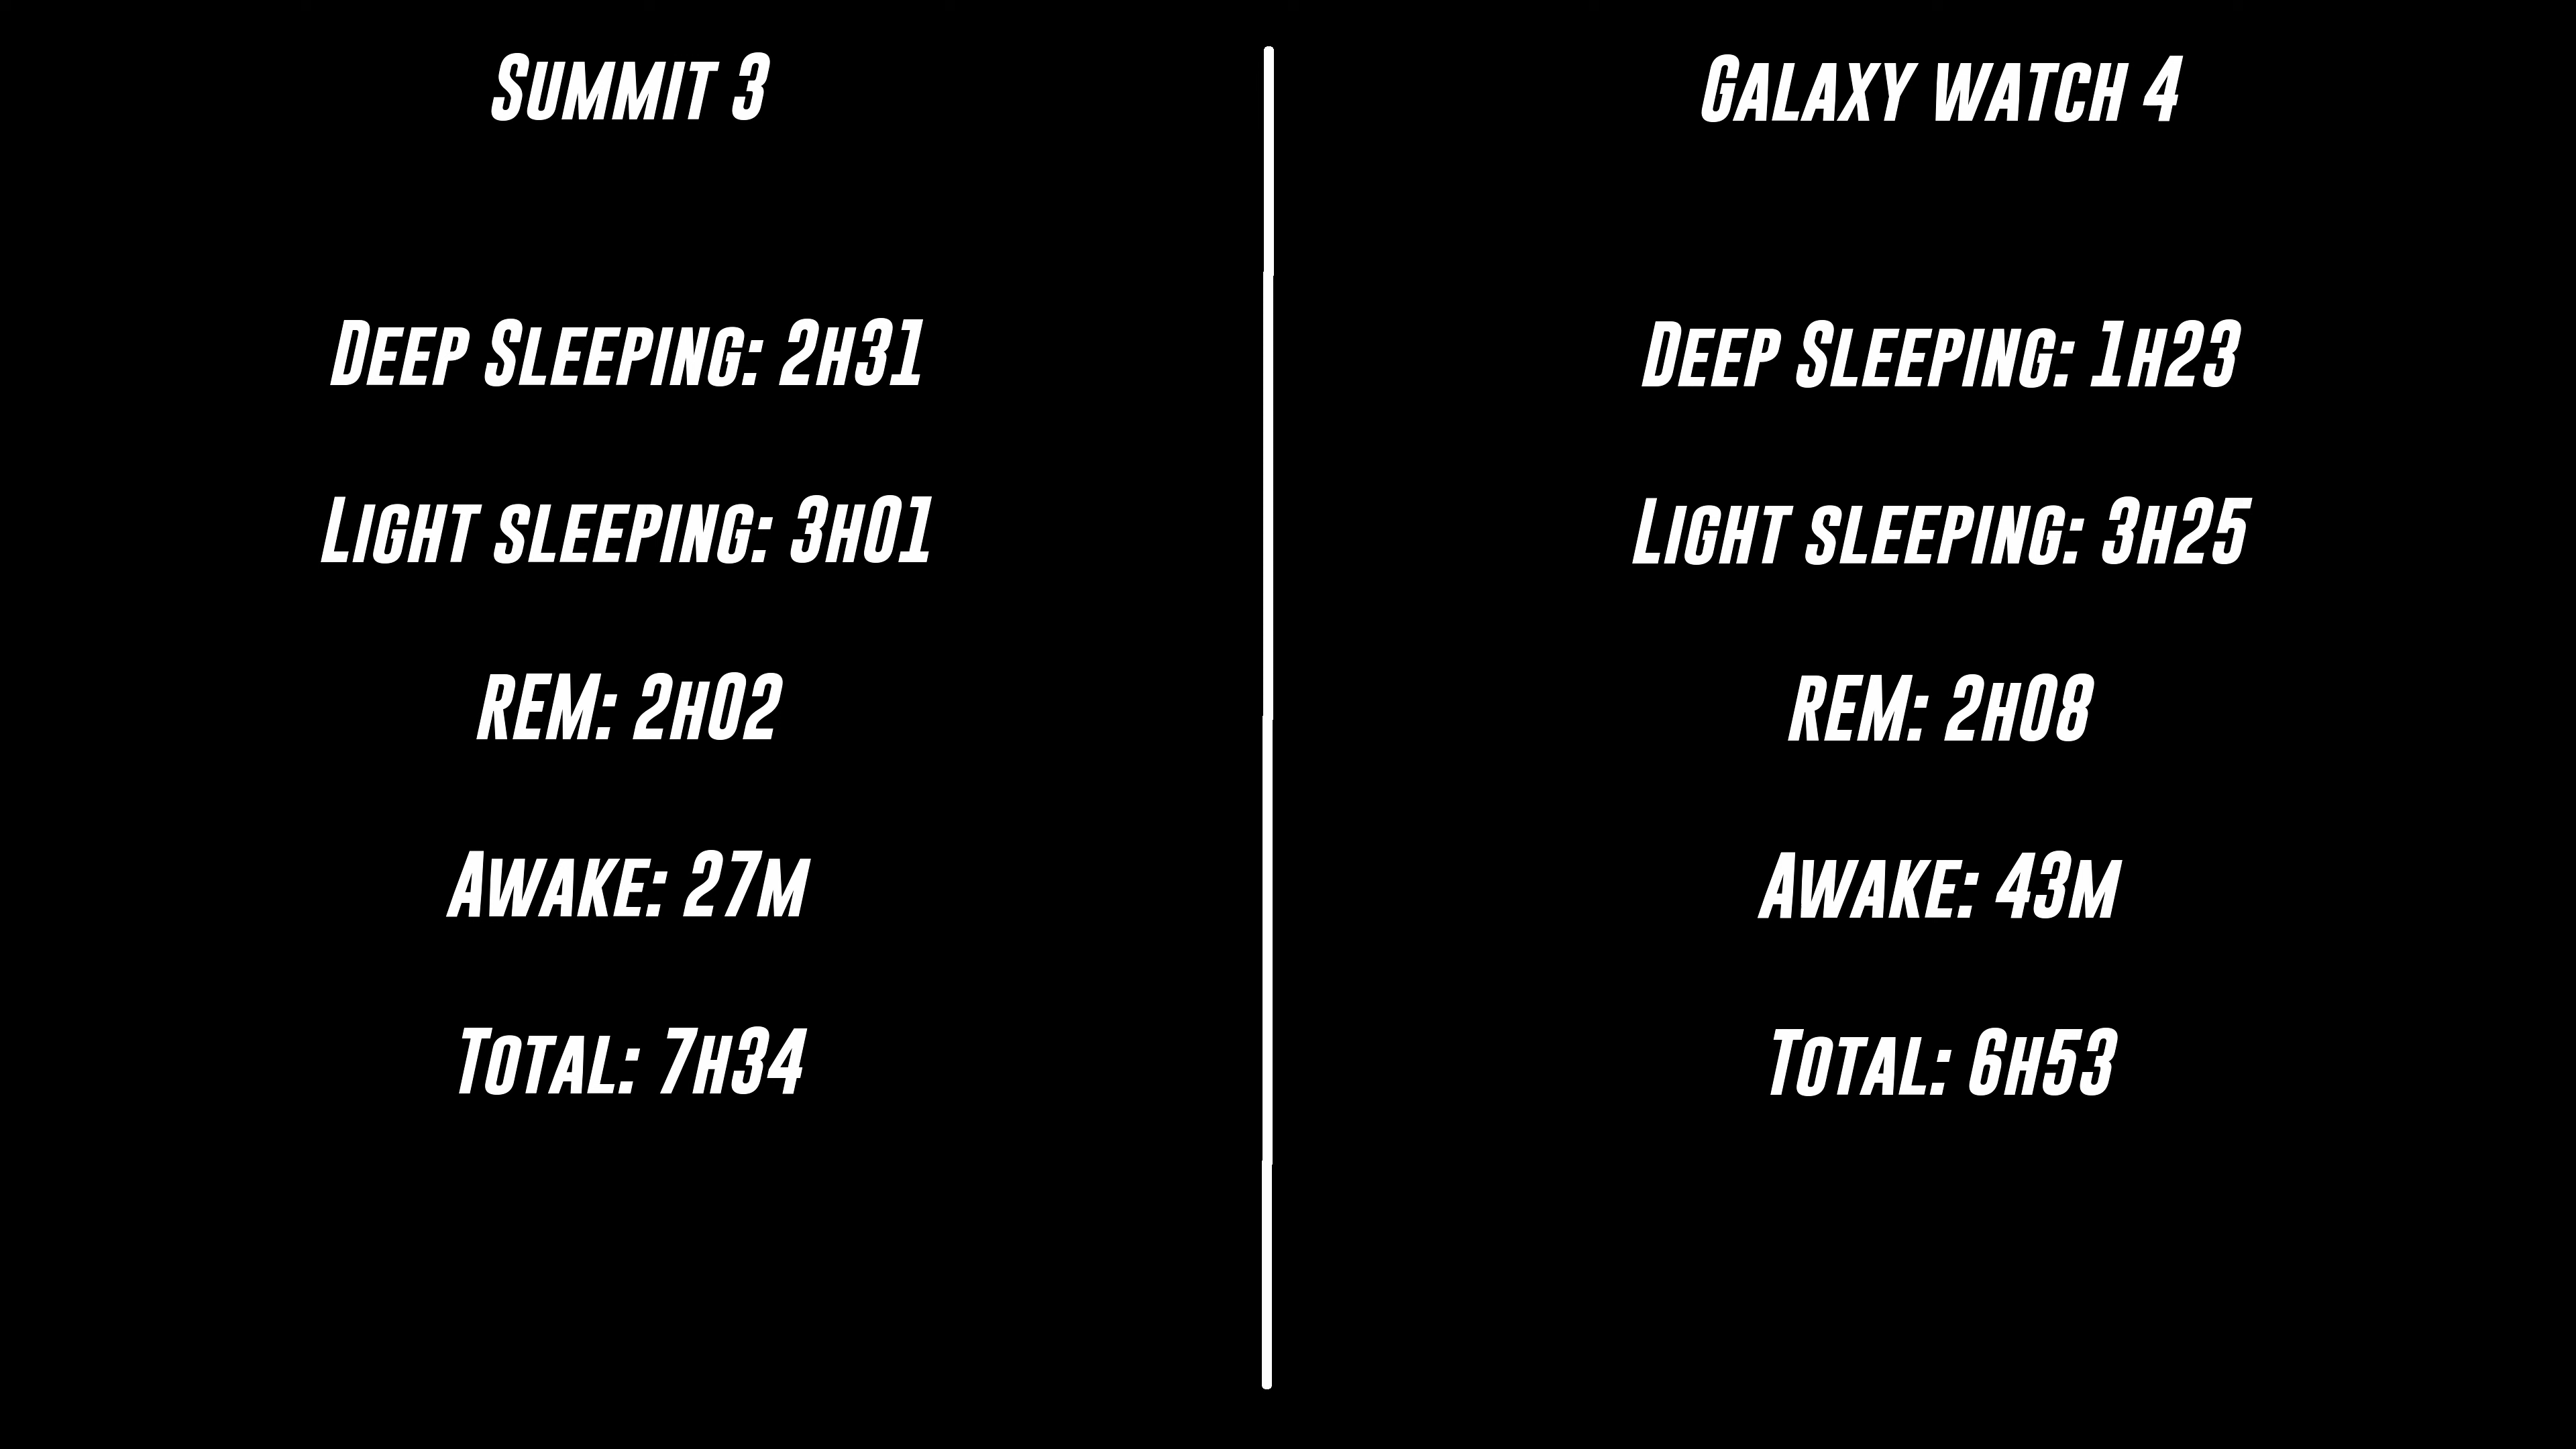 Summit 3
Deep Sleeping: 2h31
Light sleeping: 3h01
REM: 2h02
Awake: 27m
Total: 7h34
Galaxy watch 4
Deep Sleeping: 1h23
Light sleeping: 3h25
REM: 2h08
Awake: 43m
Total: 6h53